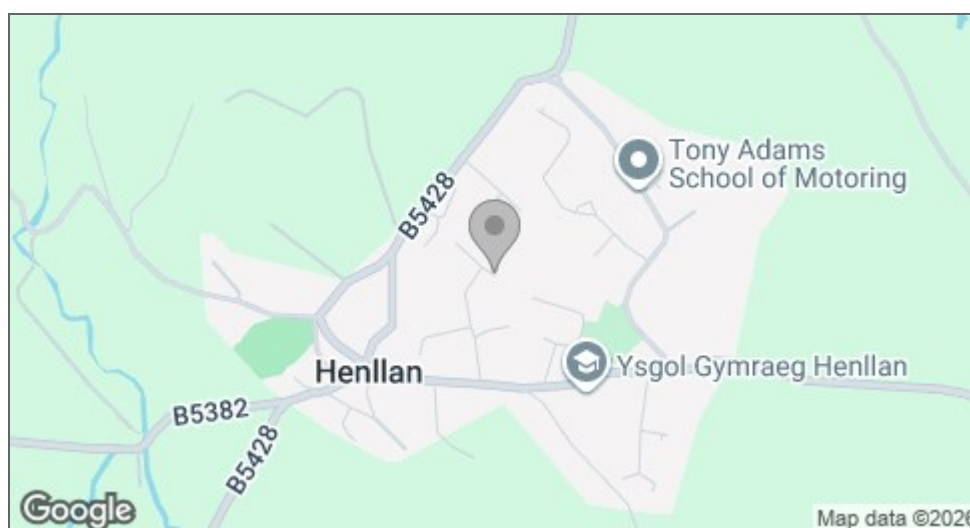 Tony Adams
School of Motoring
B5428
Henllan
Ysgol Gymraeg Henllan
B5382
B5428
Google
Map data ©2026